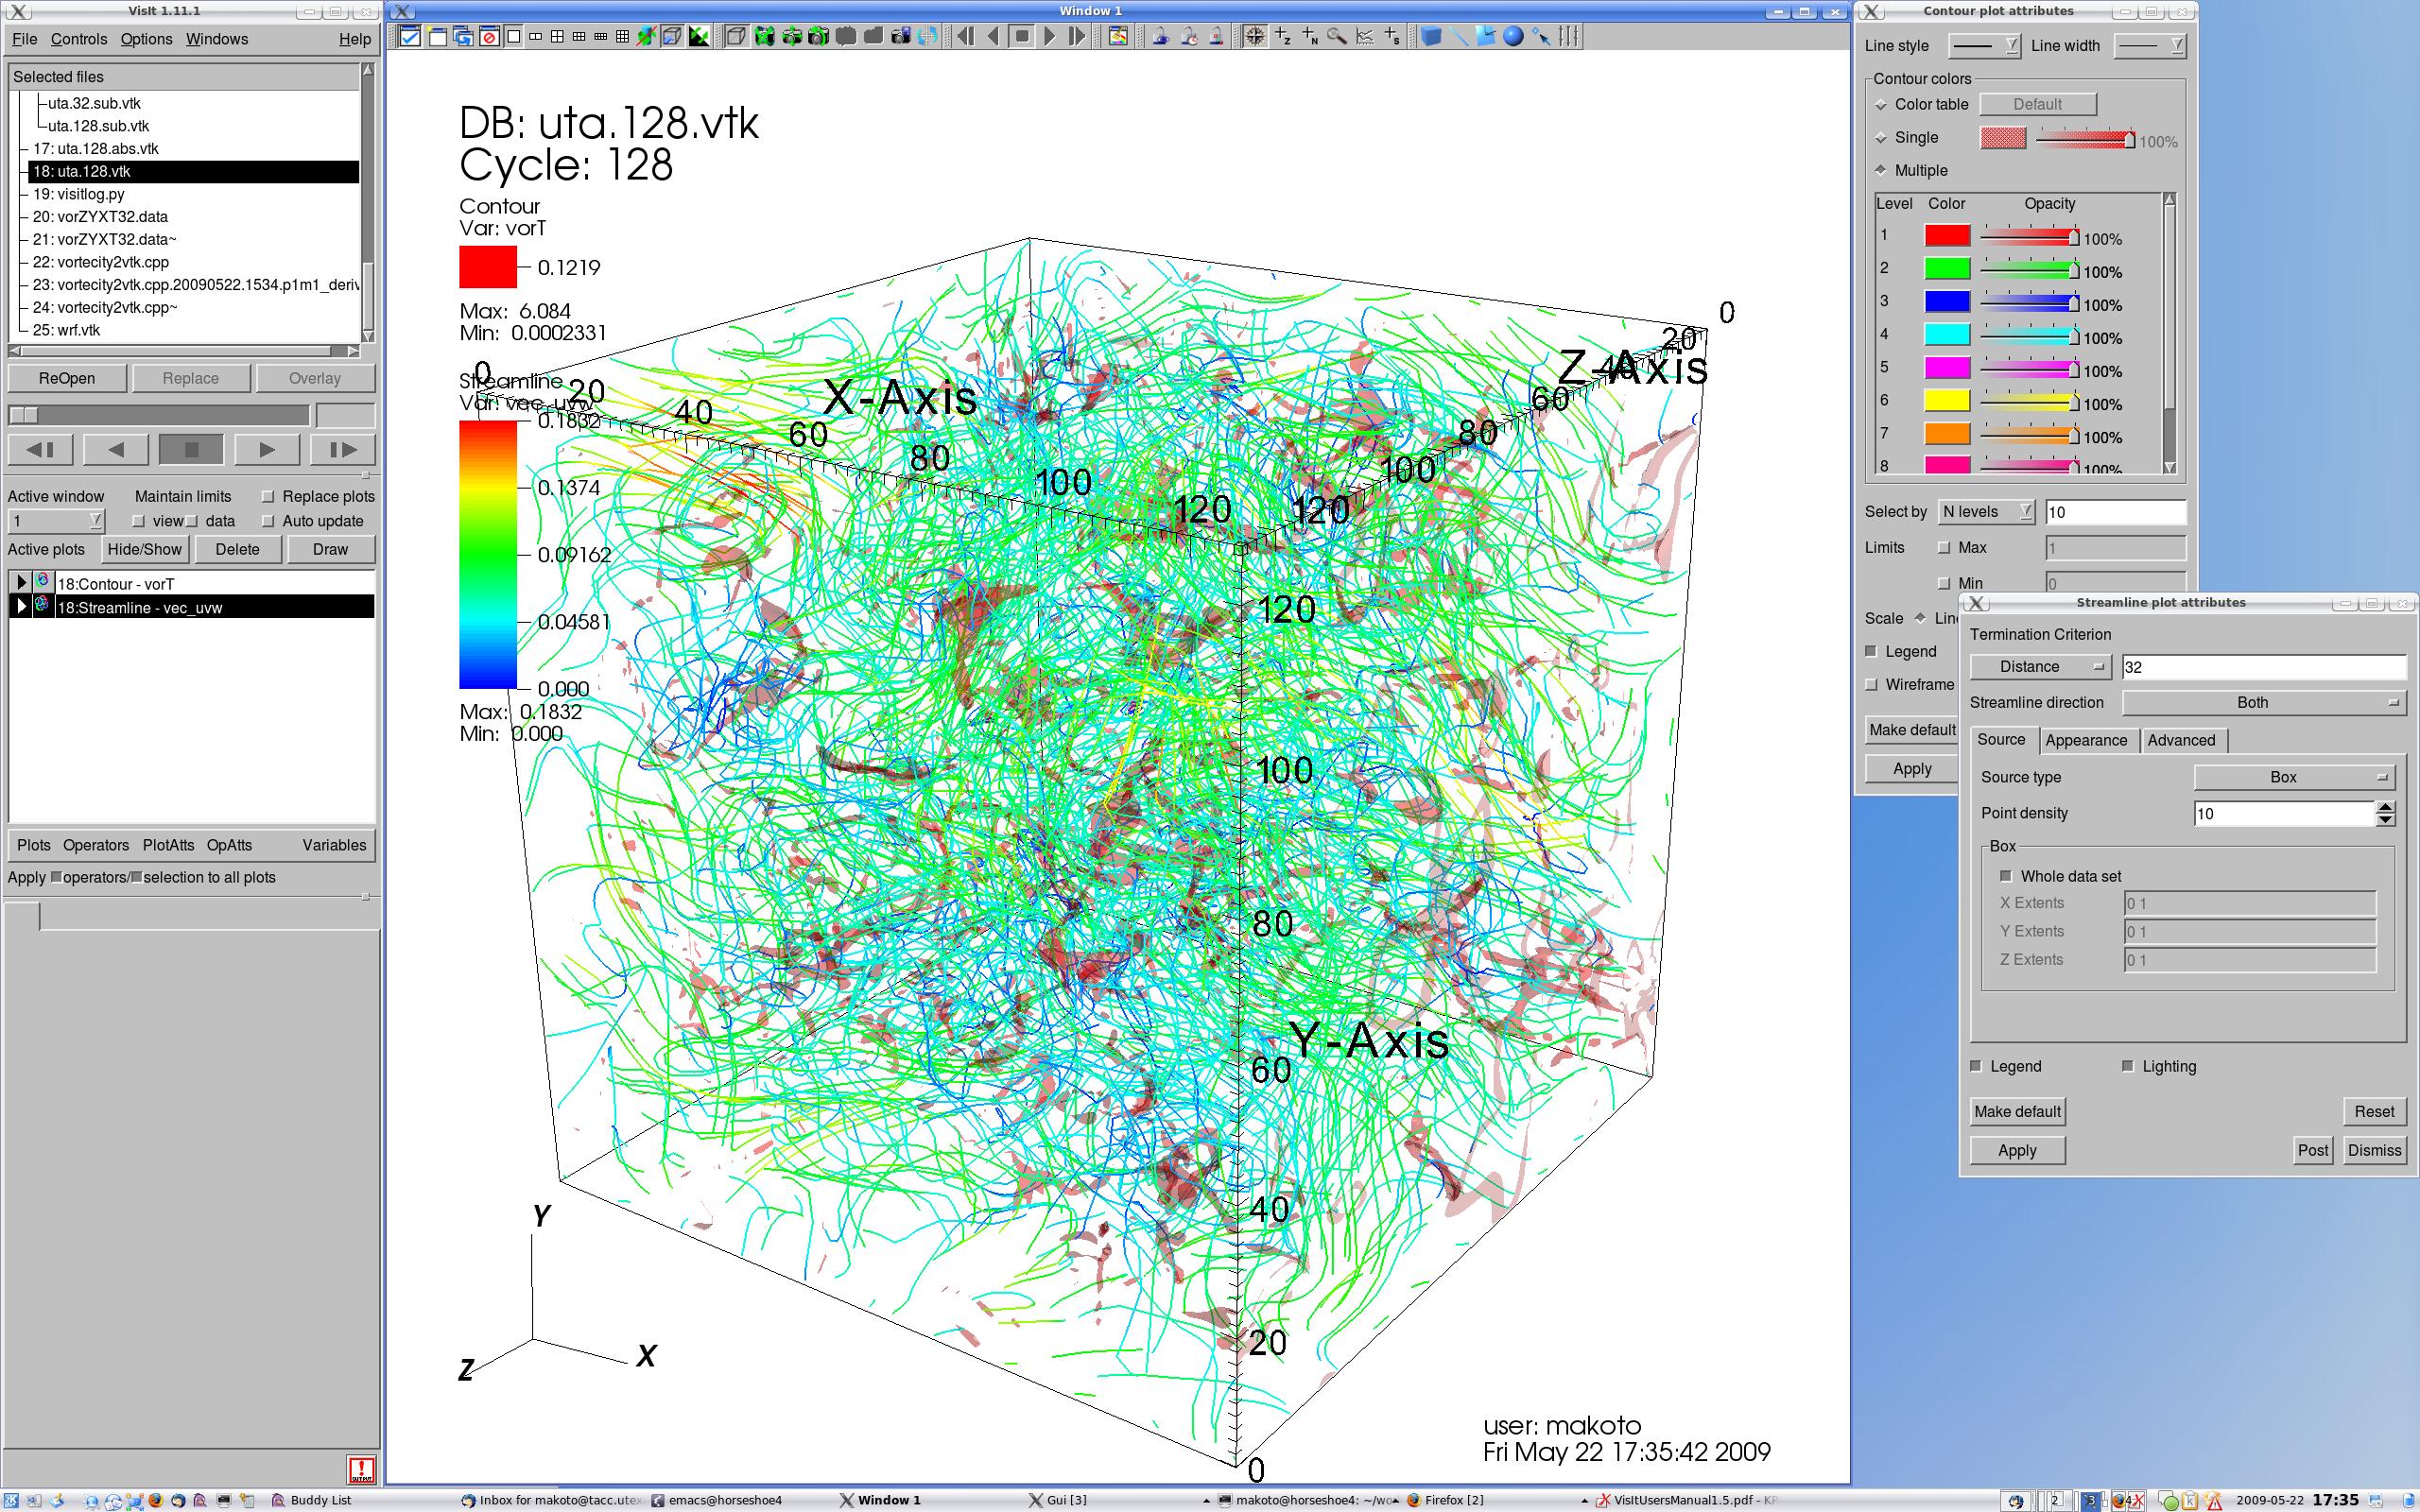 VisIt 1.11.1
File Controls Options Windows Help
Selected files
uta.32.sub.vtk
uta.128.sub.vtk
17: uta.128.abs.vtk
18: uta.128.vtk
19: visitlog.py
20: vorZYXT32.data
21: vorZYXT32.data~
22: vortecity2vtk.cpp
23: vortecity2vtk.cpp.20090522.1534.p1m1_deriv
24: vortecity2vtk.cpp~
25: wrf.vtk
ReOpen Replace Overlay
Active window Maintain limits Replace plots
1 view data Auto update
Active plots Hide/Show Delete Draw
18:Contour - vorT
18:Streamline - vec_uvw
Plots Operators PlotAtts OpAtts Variables
Apply operators/ selection to all plots
Window 1
DB: uta.128.vtk
Cycle: 128
Contour
Var: vorT
0.1219
Max: 6.084
Min: 0.0002331
Streamline
Var: vec_uvw
0.1832
0.1374
0.09162
0.04581
0.000
Max: 0.1832
Min: 0.000
0 20 40 60 80 100 120
X-Axis
0 20 40 60 80 100 120
Z-Axis
120
100
80
60
40
20
0
Y-Axis
Y
Z X
user: makoto
Fri May 22 17:35:42 2009
Contour plot attributes
Line style Line width
Contour colors
Color table Default
Single 100%
Multiple
Level Color Opacity
1 100%
2 100%
3 100%
4 100%
5 100%
6 100%
7 100%
8 100%
Select by N levels 10
Limits Max 1
Min 0
Scale Line
Legend
Wireframe
Make default
Apply
Streamline plot attributes
Termination Criterion
Distance 32
Streamline direction Both
Source Appearance Advanced
Source type Box
Point density 10
Box
Whole data set
X Extents 0 1
Y Extents 0 1
Z Extents 0 1
Legend Lighting
Make default Reset
Apply Post Dismiss
Buddy List Inbox for makoto@tacc.utex emacs@horseshoe4 Window 1 Gui [3] makoto@horseshoe4: ~/wo Firefox [2] VisItUsersManual1.5.pdf - KP 2 3 4 2009-05-22 17:35